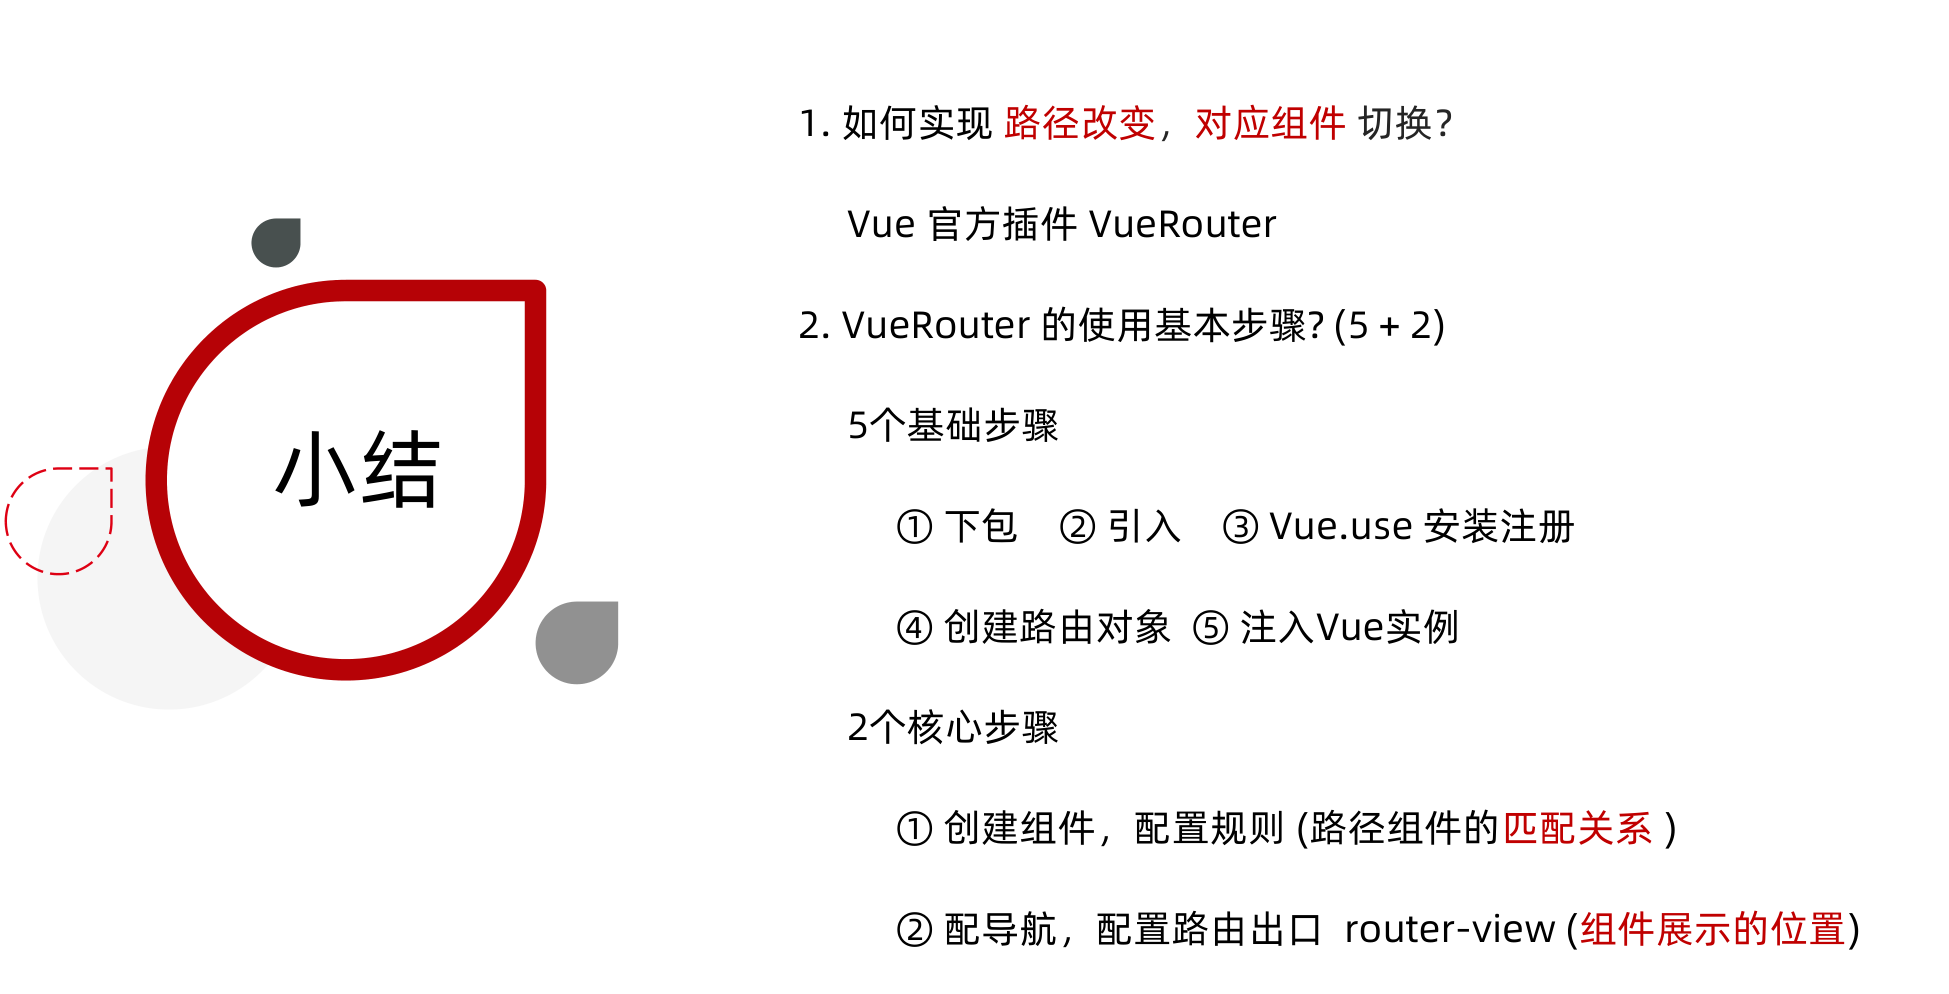 小结
1. 如何实现 路径改变，对应组件 切换？
Vue 官方插件 VueRouter
2. VueRouter 的使用基本步骤? (5 + 2)
5个基础步骤
① 下包 ② 引入 ③ Vue.use 安装注册
④ 创建路由对象 ⑤ 注入Vue实例
2个核心步骤
① 创建组件，配置规则 (路径组件的匹配关系 )
② 配导航，配置路由出口 router-view (组件展示的位置)